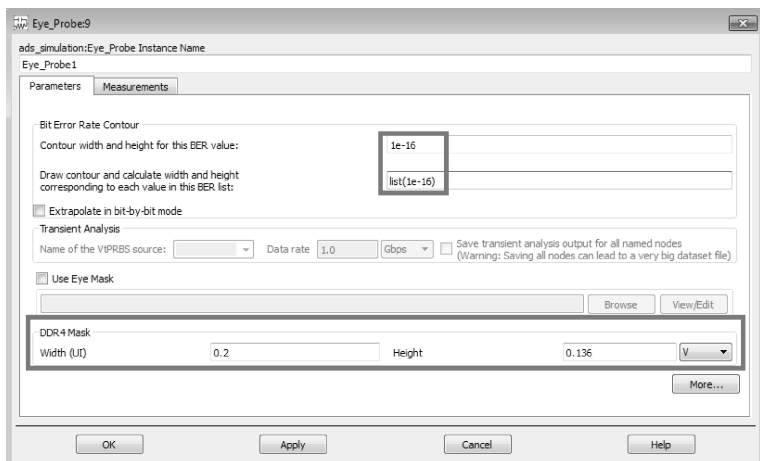 Eye_Probe:9
ads_simulation:Eye_Probe Instance Name
Eye_Probe1
Parameters Measurements
Bit Error Rate Contour
Contour width and height for this BER value: 1e-16
Draw contour and calculate width and height
corresponding to each value in this BER list: list(1e-16)
Extrapolate in bit-by-bit mode
Transient Analysis
Name of the VtPRBS source: Data rate 1.0 Gbps Save transient analysis output for all named nodes
(Warning: Saving all nodes can lead to a very big dataset file)
Use Eye Mask
Browse View/Edit
DDR4 Mask
Width (UI) 0.2 Height 0.136 V
More...
OK Apply Cancel Help